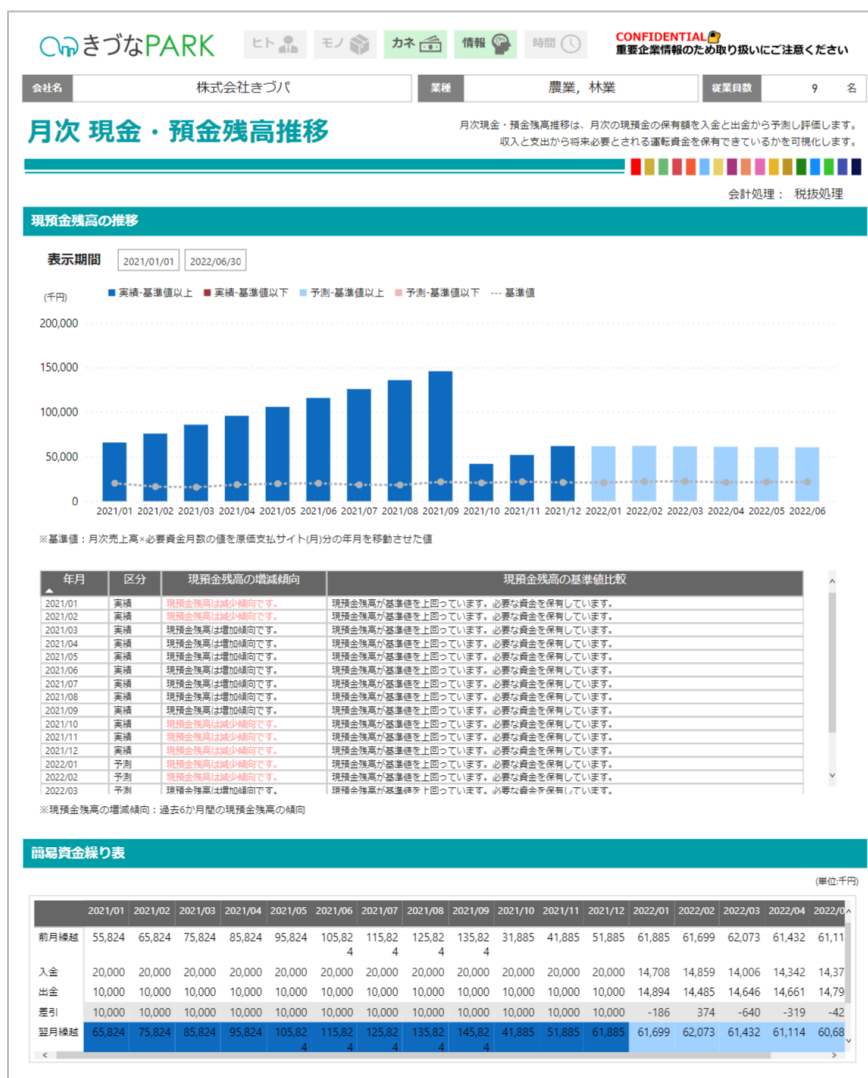 きづなPARK ヒト モノ カネ 情報 時間 CONFIDENTIAL
重要企業情報のため取り扱いにご注意ください
会社名 株式会社きづパ 業種 農業, 林業 従業員数 9 名
月次 現金・預金残高推移
月次現金・預金残高推移は、月次の現預金の保有額を入金と出金から予測し評価します。
収入と支出から将来必要とされる運転資金を保有できているかを可視化します。
会計処理： 税抜処理
現預金残高の推移
表示期間 2021/01/01 2022/06/30
(千円) 実績-基準値以上 実績-基準値以下 予測-基準値以上 予測-基準値以下 基準値
200,000
150,000
100,000
50,000
0
2021/01 2021/02 2021/03 2021/04 2021/05 2021/06 2021/07 2021/08 2021/09 2021/10 2021/11 2021/12 2022/01 2022/02 2022/03 2022/04 2022/05 2022/06
※基準値：月次売上高×必要資金月数の値を原価支払サイト(月)分の年月を移動させた値
年月 区分 現預金残高の増減傾向 現預金残高の基準値比較
2021/01 実績 現預金残高は減少傾向です。 現預金残高が基準値を上回っています。必要な資金を保有しています。
2021/02 実績 現預金残高は減少傾向です。 現預金残高が基準値を上回っています。必要な資金を保有しています。
2021/03 実績 現預金残高は増加傾向です。 現預金残高が基準値を上回っています。必要な資金を保有しています。
2021/04 実績 現預金残高は増加傾向です。 現預金残高が基準値を上回っています。必要な資金を保有しています。
2021/05 実績 現預金残高は増加傾向です。 現預金残高が基準値を上回っています。必要な資金を保有しています。
2021/06 実績 現預金残高は増加傾向です。 現預金残高が基準値を上回っています。必要な資金を保有しています。
2021/07 実績 現預金残高は増加傾向です。 現預金残高が基準値を上回っています。必要な資金を保有しています。
2021/08 実績 現預金残高は増加傾向です。 現預金残高が基準値を上回っています。必要な資金を保有しています。
2021/09 実績 現預金残高は増加傾向です。 現預金残高が基準値を上回っています。必要な資金を保有しています。
2021/10 実績 現預金残高は減少傾向です。 現預金残高が基準値を上回っています。必要な資金を保有しています。
2021/11 実績 現預金残高は減少傾向です。 現預金残高が基準値を上回っています。必要な資金を保有しています。
2021/12 実績 現預金残高は減少傾向です。 現預金残高が基準値を上回っています。必要な資金を保有しています。
2022/01 予測 現預金残高は減少傾向です。 現預金残高が基準値を上回っています。必要な資金を保有しています。
2022/02 予測 現預金残高は減少傾向です。 現預金残高が基準値を上回っています。必要な資金を保有しています。
2022/03 予測 現預金残高は増加傾向です。 現預金残高が基準値を上回っています。必要な資金を保有しています。
※現預金残高の増減傾向：過去6か月間の現預金残高の傾向
簡易資金繰り表
(単位:千円)
2021/01 2021/02 2021/03 2021/04 2021/05 2021/06 2021/07 2021/08 2021/09 2021/10 2021/11 2021/12 2022/01 2022/02 2022/03 2022/04 2022/0
前月繰越 55,824 65,824 75,824 85,824 95,824 105,824 115,824 125,824 135,824 31,885 41,885 51,885 61,885 61,699 62,073 61,432 61,11
入金 20,000 20,000 20,000 20,000 20,000 20,000 20,000 20,000 20,000 20,000 20,000 20,000 14,708 14,859 14,006 14,342 14,37
出金 10,000 10,000 10,000 10,000 10,000 10,000 10,000 10,000 10,000 10,000 10,000 10,000 14,894 14,485 14,646 14,661 14,79
差引 10,000 10,000 10,000 10,000 10,000 10,000 10,000 10,000 10,000 10,000 10,000 10,000 -186 374 -640 -319 -42
翌月繰越 65,824 75,824 85,824 95,824 105,824 115,824 125,824 135,824 145,824 41,885 51,885 61,885 61,699 62,073 61,432 61,114 60,68